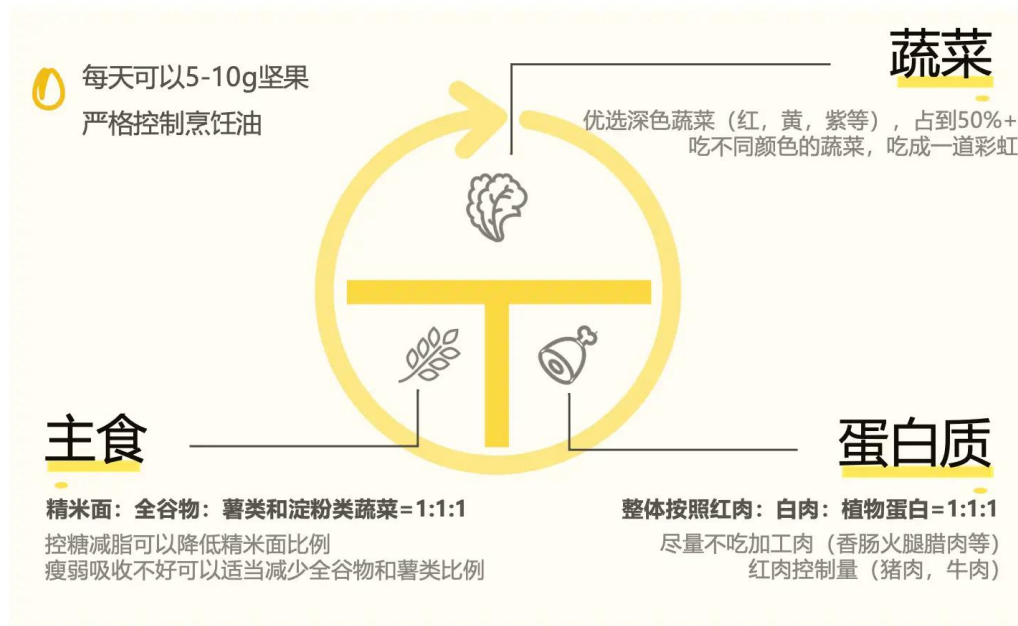 每天可以5-10g坚果
严格控制烹饪油
蔬菜
优选深色蔬菜（红，黄，紫等），占到50%+
吃不同颜色的蔬菜，吃成一道彩虹
主食
精米面：全谷物：薯类和淀粉类蔬菜=1:1:1
控糖减脂可以降低精米面比例
瘦弱吸收不好可以适当减少全谷物和薯类比例
蛋白质
整体按照红肉：白肉：植物蛋白=1:1:1
尽量不吃加工肉（香肠火腿腊肉等）
红肉控制量（猪肉，牛肉）